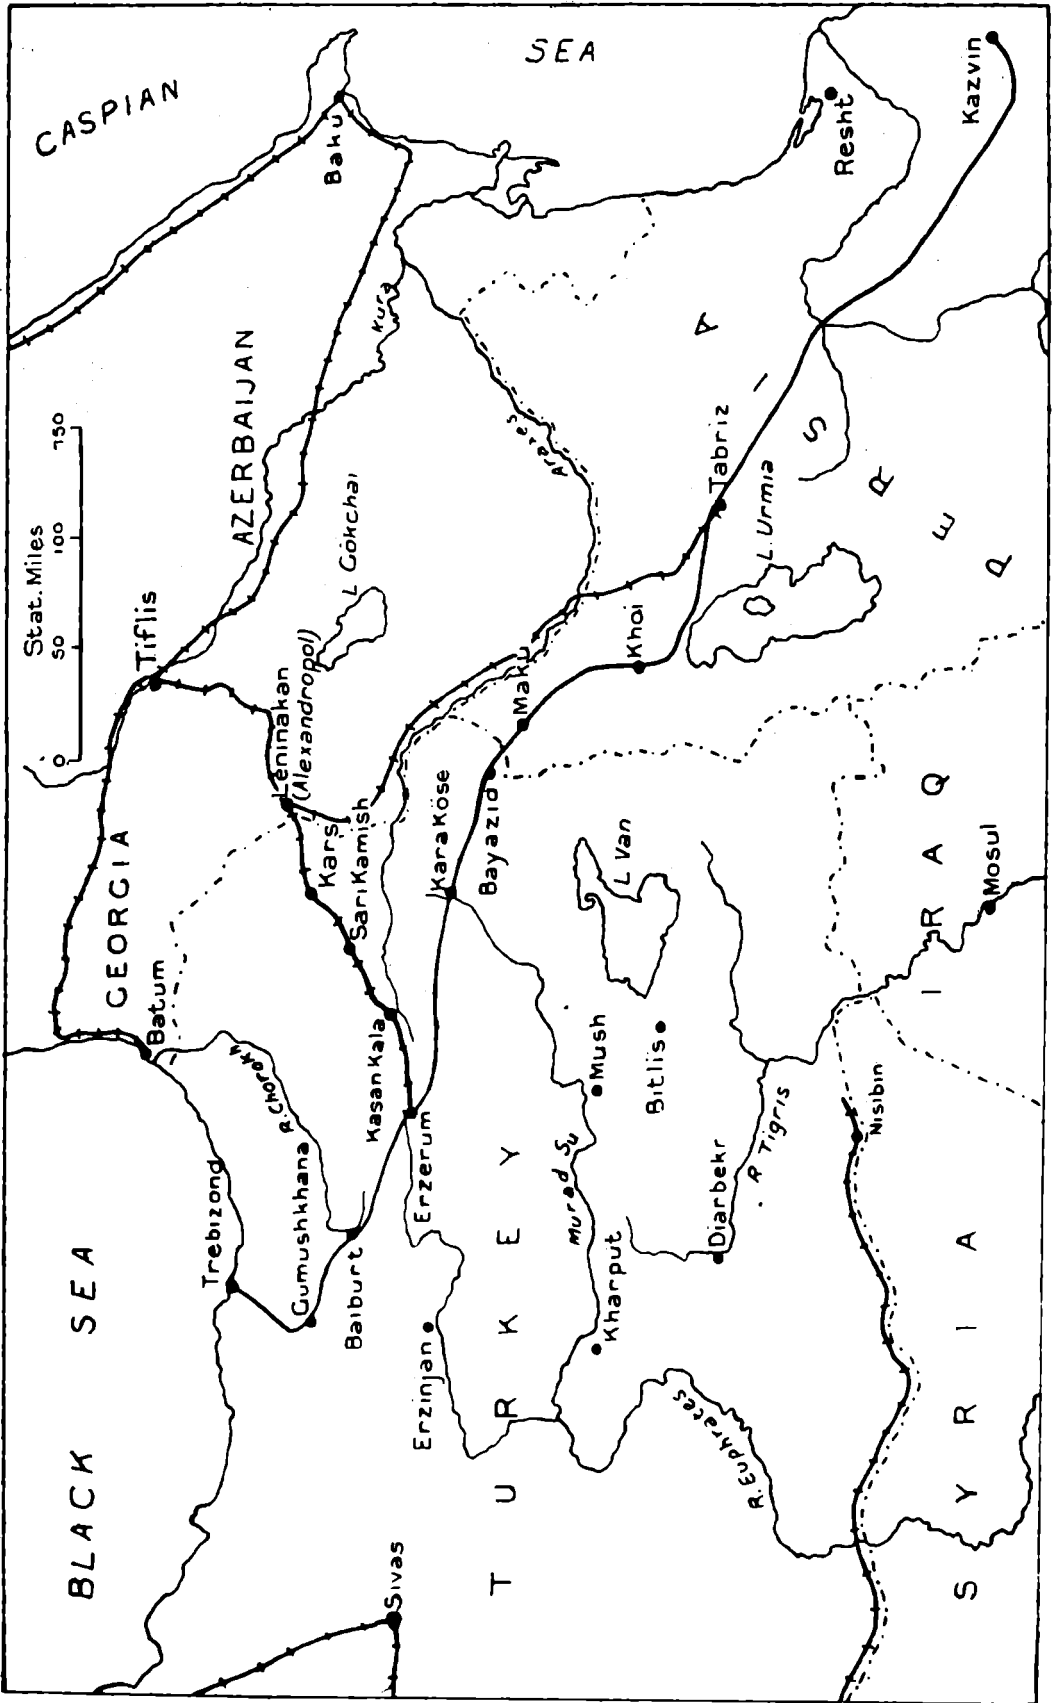 BLACK SEA
CASPIAN
SEA
Stat. Miles
0 50 100 150
GEORGIA
AZERBAIJAN
Tiflis
Batum
Baku
Kura
L Gökchai
Leninakan
(Alexandropol)
Kars
Sari Kamish
Kasan Kala
R. Chorokh
Trebizond
Gumushkhana
Baiburt
Erzerum
Erzinjan
Sivas
Kara Köse
Bayazid
Maku
Khoi
Araxes
Tabriz
L. Urmia
Resht
Kazvin
PERSIA
TURKEY
Murad Su
Mush
Kharput
L Van
Bitlis
Diarbekr
R Tigris
R. Euphrates
Nisibin
Mosul
IRAQ
SYRIA